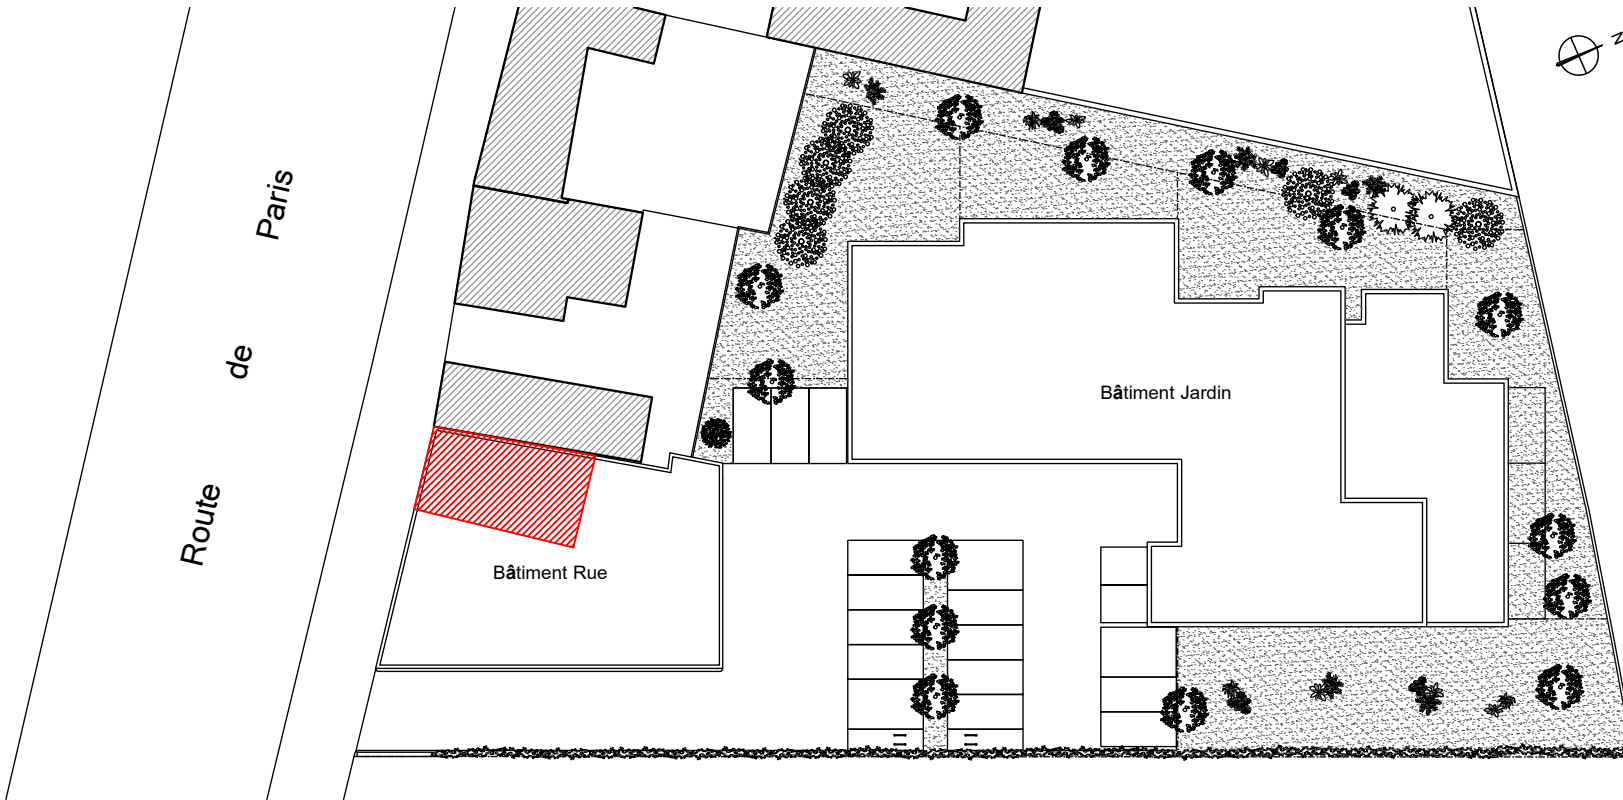 N
Paris
de
Route
Bâtiment Jardin
Bâtiment Rue